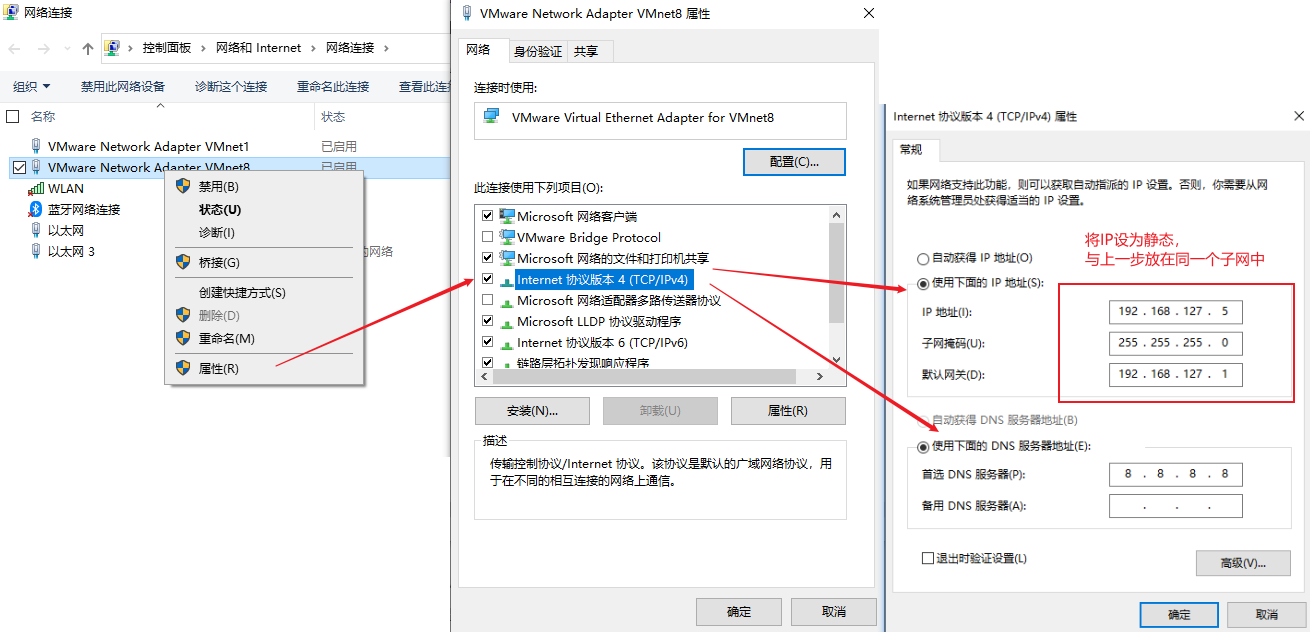 网络连接
控制面板 › 网络和 Internet › 网络连接 ›
组织 禁用此网络设备 诊断这个连接 重命名此连接 查看此连
名称 状态
VMware Network Adapter VMnet1 已启用
VMware Network Adapter VMnet8 已启用
WLAN
蓝牙网络连接
以太网
以太网 3 的网络
禁用(B)
状态(U)
诊断(I)
桥接(G)
创建快捷方式(S)
删除(D)
重命名(M)
属性(R)
VMware Network Adapter VMnet8 属性
网络 身份验证 共享
连接时使用:
VMware Virtual Ethernet Adapter for VMnet8
配置(C)...
此连接使用下列项目(O):
Microsoft 网络客户端
VMware Bridge Protocol
Microsoft 网络的文件和打印机共享
Internet 协议版本 4 (TCP/IPv4)
Microsoft 网络适配器多路传送器协议
Microsoft LLDP 协议驱动程序
Internet 协议版本 6 (TCP/IPv6)
链路层拓扑发现响应程序
安装(N)... 卸载(U) 属性(R)
描述
传输控制协议/Internet 协议。该协议是默认的广域网络协议，用
于在不同的相互连接的网络上通信。
确定 取消
Internet 协议版本 4 (TCP/IPv4) 属性
常规
如果网络支持此功能，则可以获取自动指派的 IP 设置。否则，你需要从网
络系统管理员处获得适当的 IP 设置。
将IP设为静态，
与上一步放在同一个子网中
自动获得 IP 地址(O)
使用下面的 IP 地址(S):
IP 地址(I): 192 . 168 . 127 . 5
子网掩码(U): 255 . 255 . 255 . 0
默认网关(D): 192 . 168 . 127 . 1
自动获得 DNS 服务器地址(B)
使用下面的 DNS 服务器地址(E):
首选 DNS 服务器(P): 8 . 8 . 8 . 8
备用 DNS 服务器(A): . . .
退出时验证设置(L) 高级(V)...
确定 取消